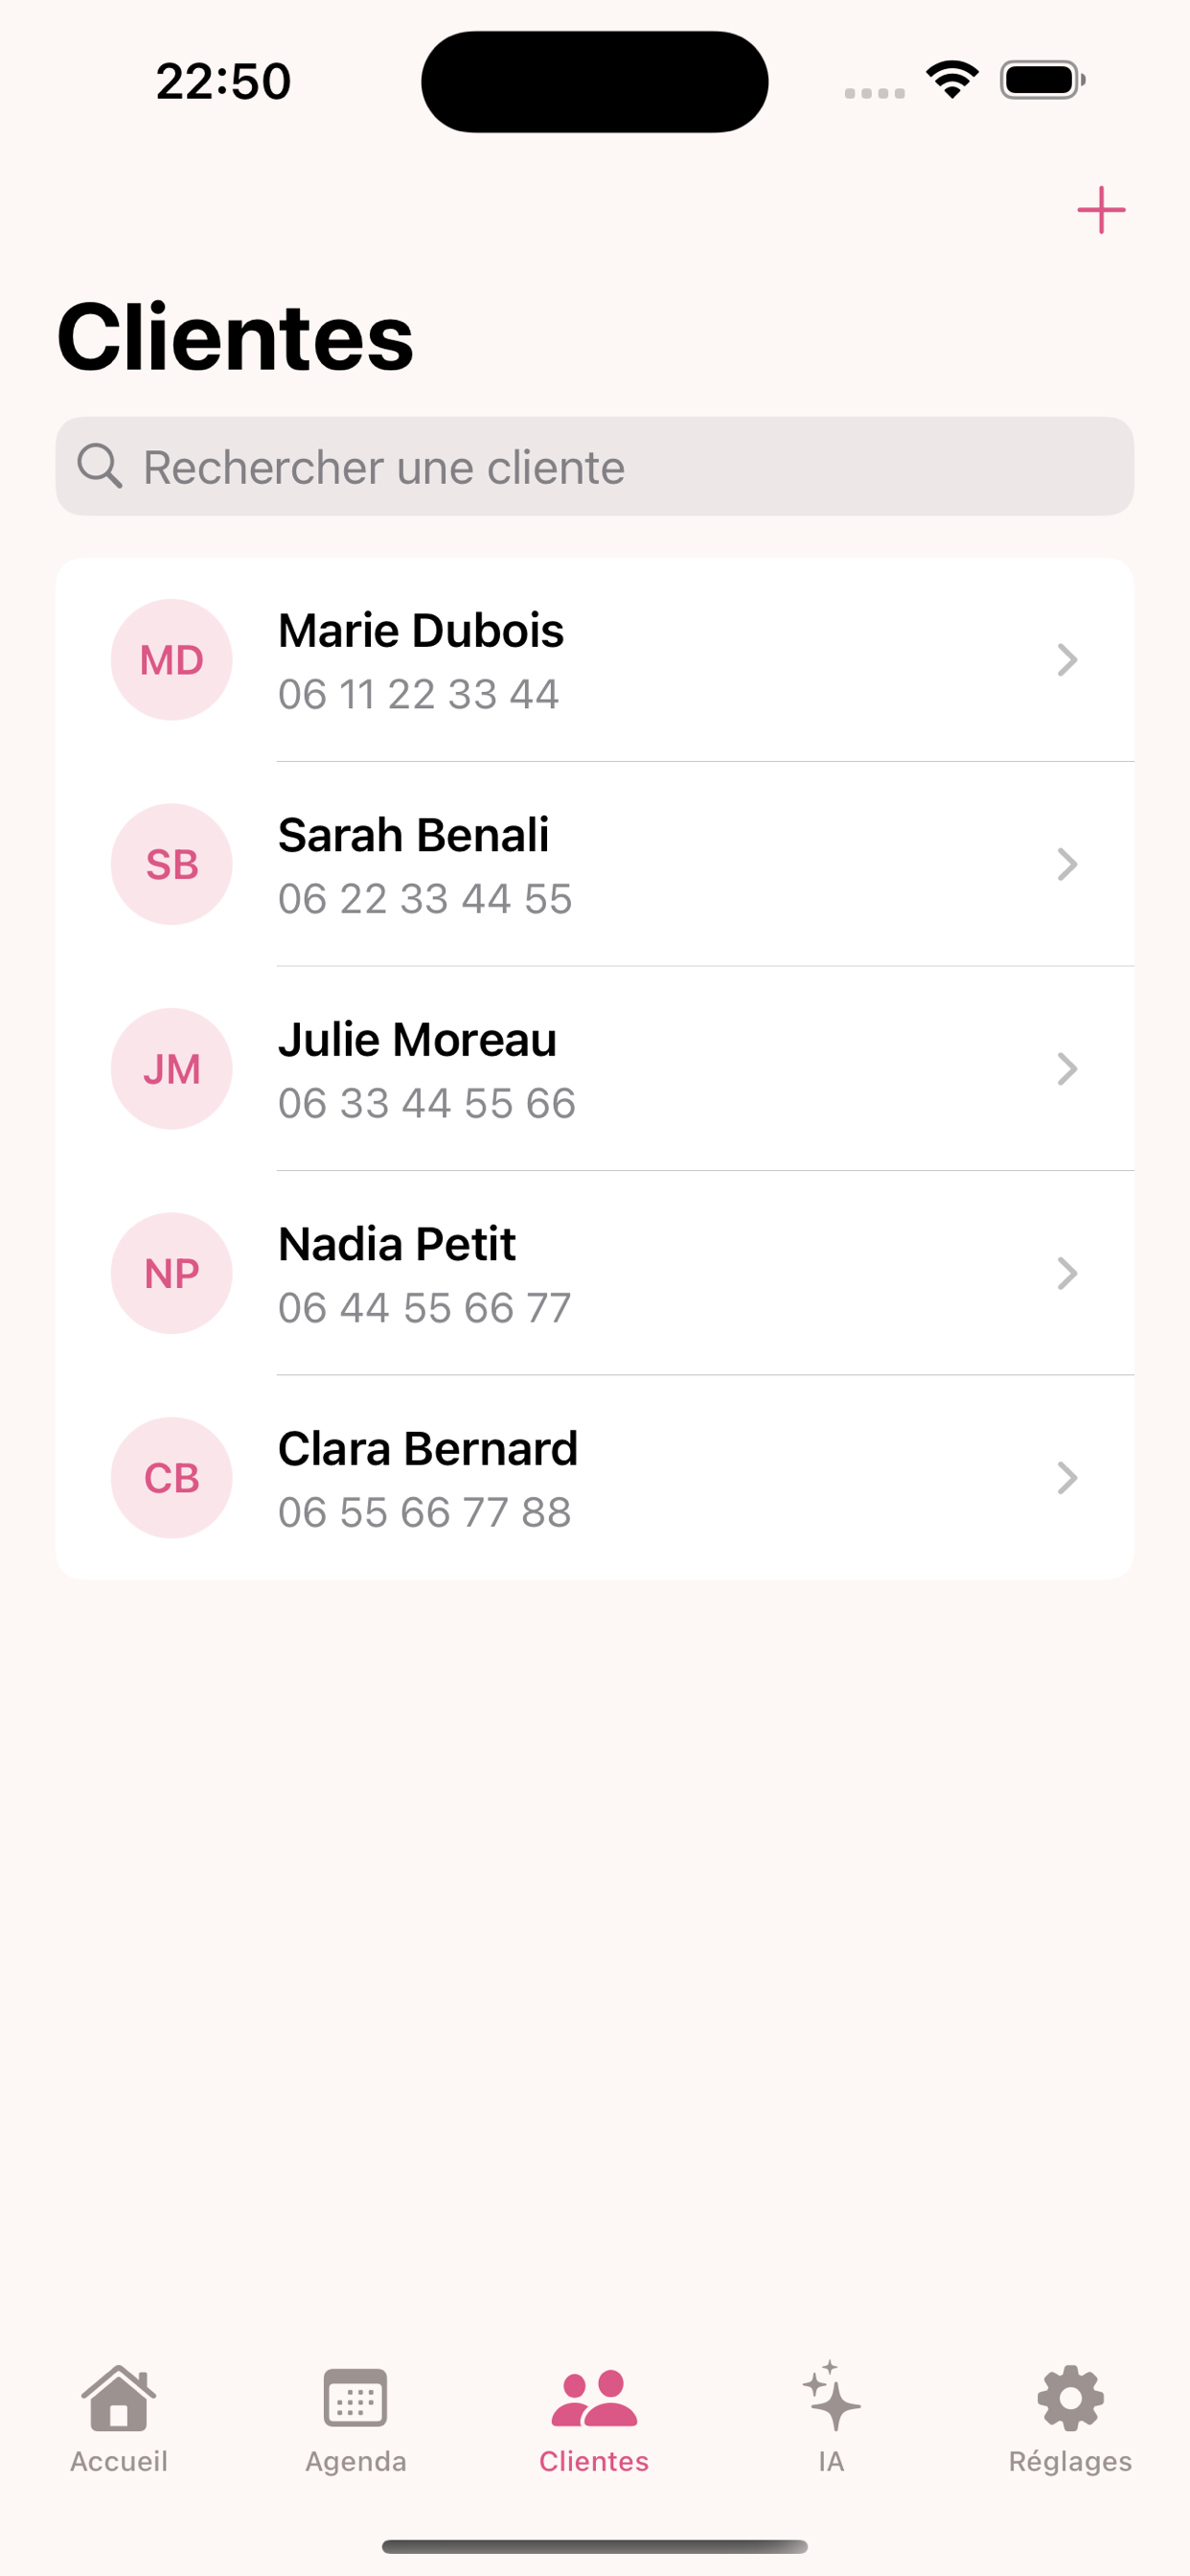 22:50
Clientes
Rechercher une cliente
MD
Marie Dubois
06 11 22 33 44
SB
Sarah Benali
06 22 33 44 55
JM
Julie Moreau
06 33 44 55 66
NP
Nadia Petit
06 44 55 66 77
CB
Clara Bernard
06 55 66 77 88
Accueil
Agenda
Clientes
IA
Réglages